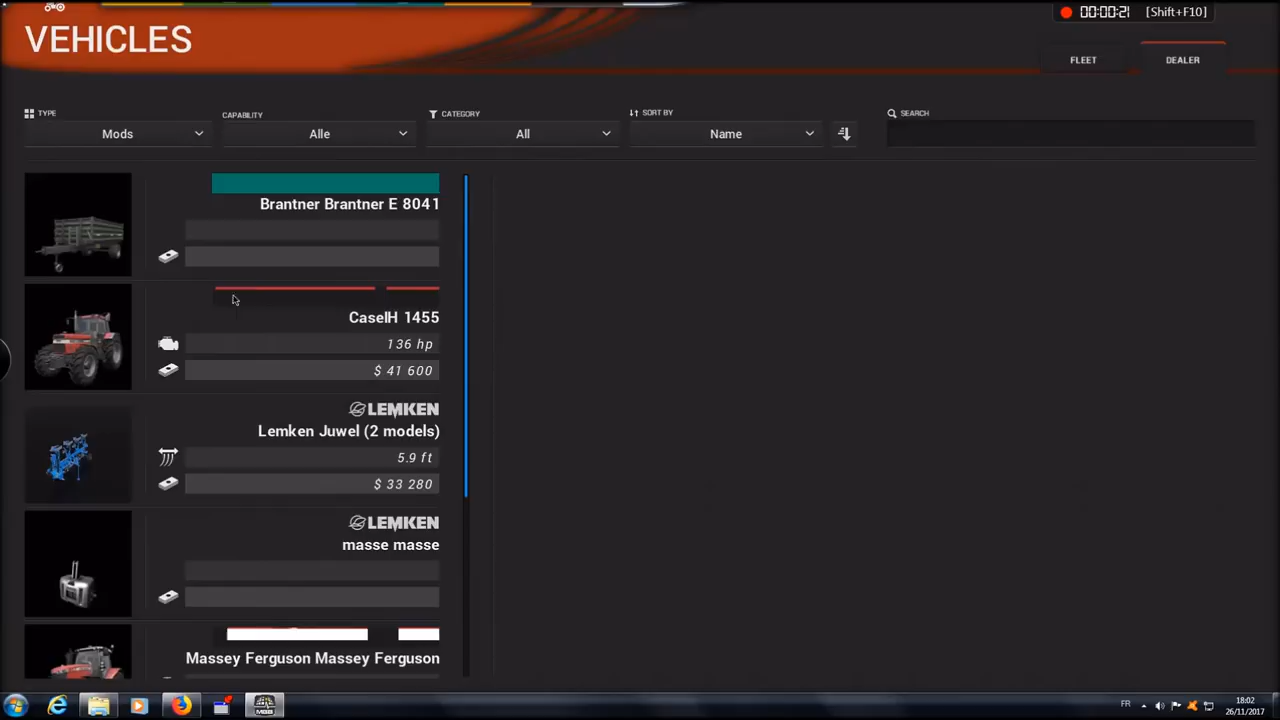 00:00:21 [Shift+F10]
VEHICLES
FLEET
DEALER
TYPE
CAPABILITY
CATEGORY
SORT BY
SEARCH
Mods
Alle
All
Name
Brantner Brantner E 8041
CaseIH 1455
136 hp
$ 41 600
LEMKEN
Lemken Juwel (2 models)
5.9 ft
$ 33 280
LEMKEN
masse masse
Massey Ferguson Massey Ferguson
FR
18:02
26/11/2017